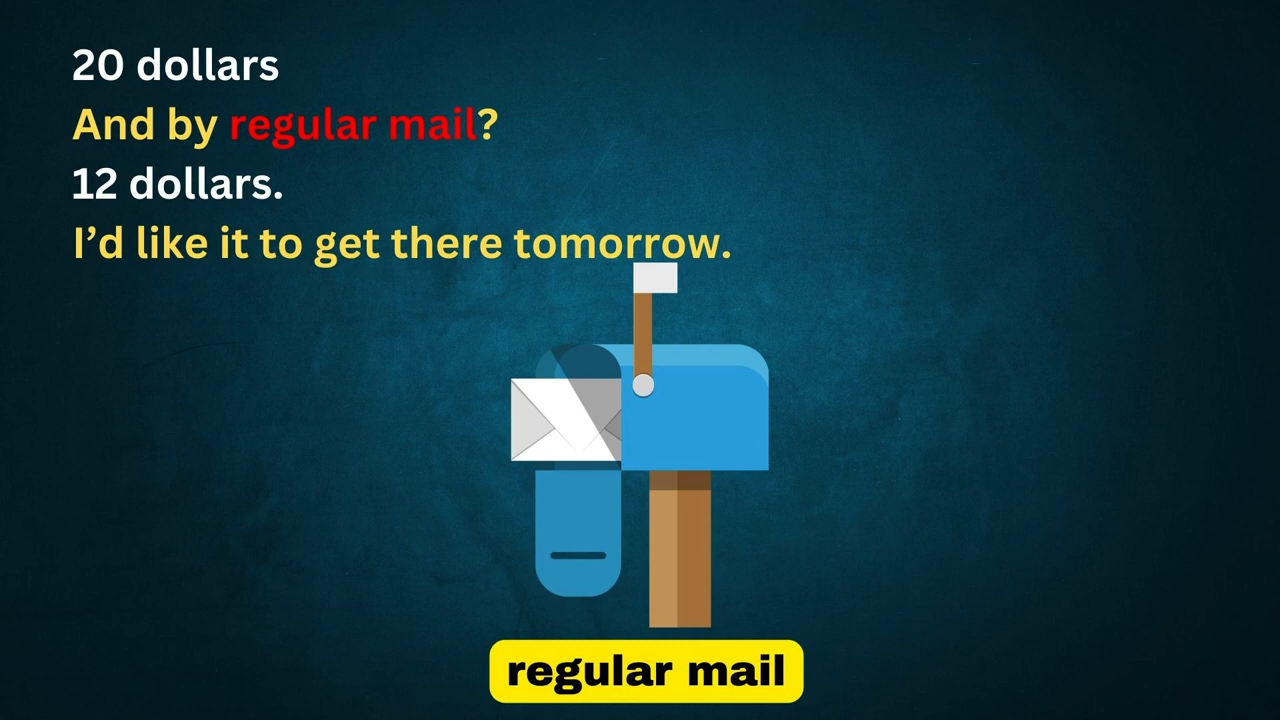 20 dollars
And by regular mail?
12 dollars.
I’d like it to get there tomorrow.
regular mail